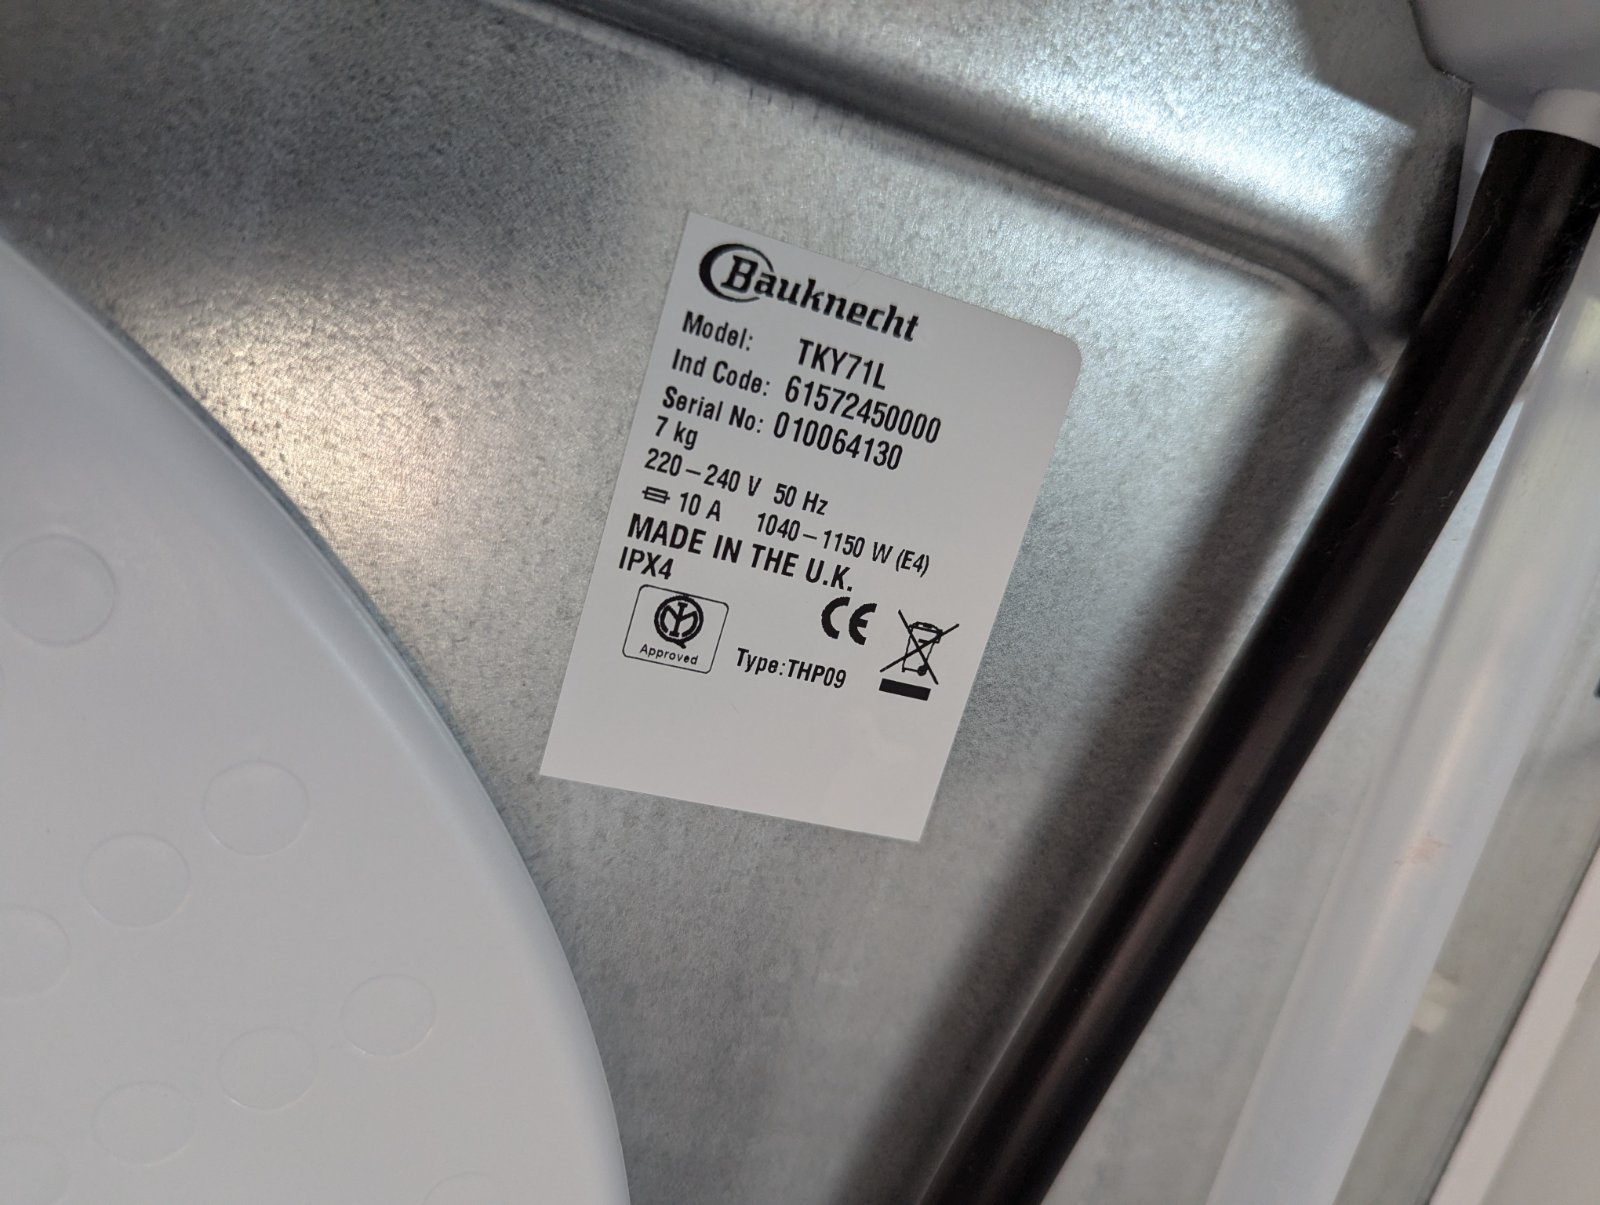 Bauknecht
Model: TKY71L
Ind Code: 61572450000
Serial No: 010064130
7 kg
220–240 V 50 Hz
10 A 1040–1150 W (E4)
MADE IN THE U.K.
IPX4
CE
Approved
Type:THP09